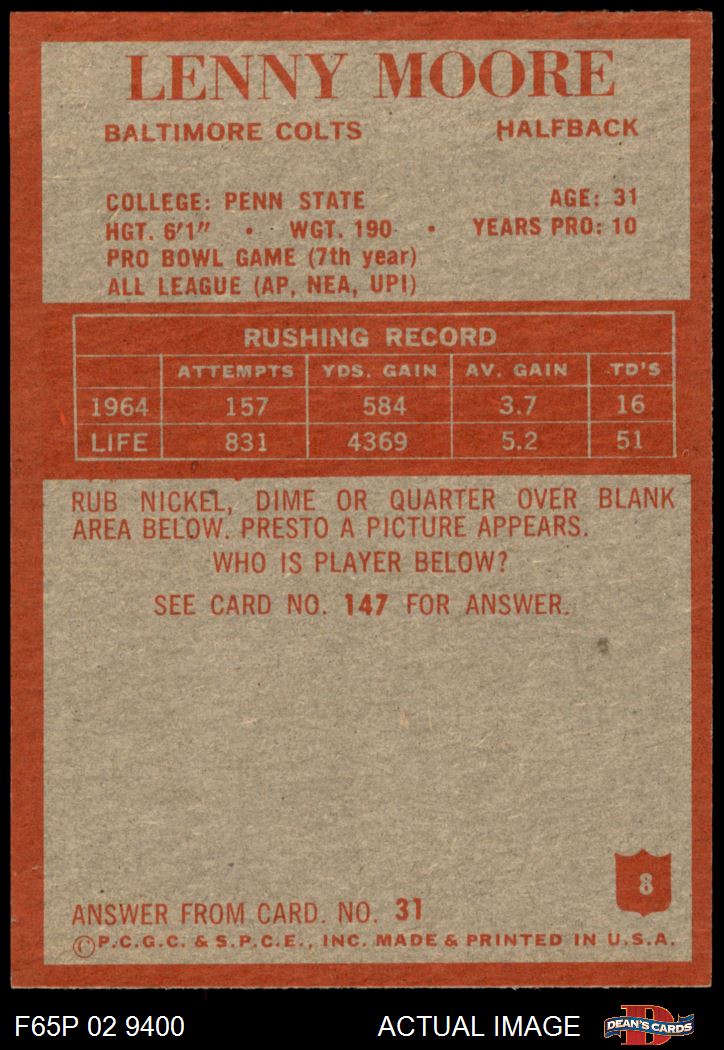 LENNY MOORE
BALTIMORE COLTS HALFBACK
COLLEGE: PENN STATE AGE: 31
HGT. 6'1" • WGT. 190 • YEARS PRO: 10
PRO BOWL GAME (7th year)
ALL LEAGUE (AP, NEA, UPI)
RUSHING RECORD
ATTEMPTS YDS. GAIN AV. GAIN TD'S
1964 157 584 3.7 16
LIFE 831 4369 5.2 51
RUB NICKEL, DIME OR QUARTER OVER BLANK
AREA BELOW. PRESTO A PICTURE APPEARS.
WHO IS PLAYER BELOW?
SEE CARD NO. 147 FOR ANSWER.
8
ANSWER FROM CARD. NO. 31
©P.C.G.C. & S.P.C.E., INC. MADE & PRINTED IN U.S.A.
F65P 02 9400 ACTUAL IMAGE D DEAN'S CARDS